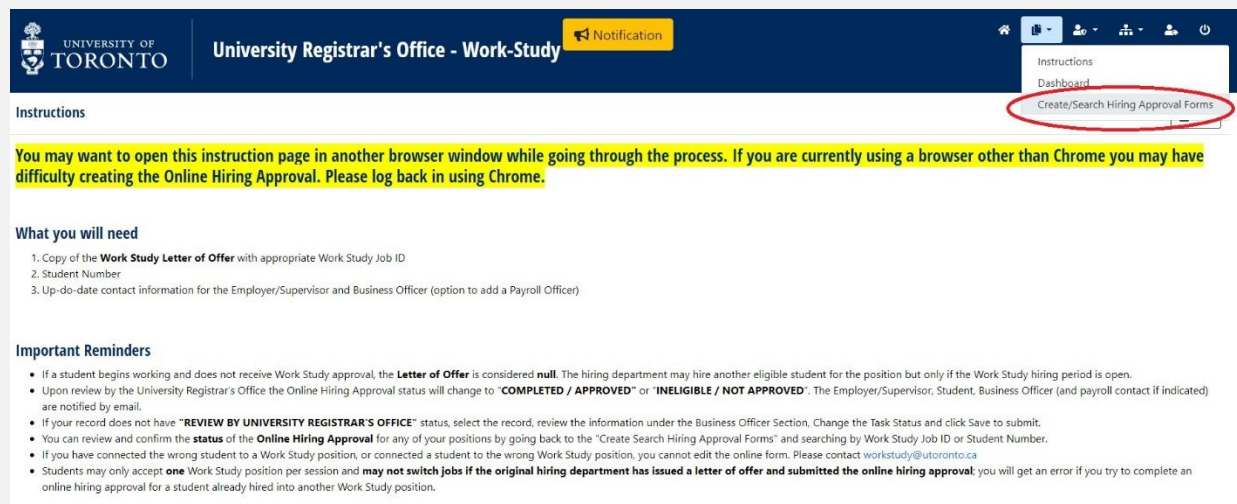 UNIVERSITY OF
TORONTO
University Registrar's Office - Work-Study
Notification
Instructions
Dashboard
Create/Search Hiring Approval Forms
Instructions
You may want to open this instruction page in another browser window while going through the process. If you are currently using a browser other than Chrome you may have
difficulty creating the Online Hiring Approval. Please log back in using Chrome.
What you will need
1. Copy of the Work Study Letter of Offer with appropriate Work Study Job ID
2. Student Number
3. Up-do-date contact information for the Employer/Supervisor and Business Officer (option to add a Payroll Officer)
Important Reminders
• If a student begins working and does not receive Work Study approval, the Letter of Offer is considered null. The hiring department may hire another eligible student for the position but only if the Work Study hiring period is open.
• Upon review by the University Registrar's Office the Online Hiring Approval status will change to "COMPLETED / APPROVED" or "INELIGIBLE / NOT APPROVED". The Employer/Supervisor, Student, Business Officer (and payroll contact if indicated)
are notified by email.
• If your record does not have "REVIEW BY UNIVERSITY REGISTRAR'S OFFICE" status, select the record, review the information under the Business Officer Section, Change the Task Status and click Save to submit.
• You can review and confirm the status of the Online Hiring Approval for any of your positions by going back to the "Create Search Hiring Approval Forms" and searching by Work Study Job ID or Student Number.
• If you have connected the wrong student to a Work Study position, or connected a student to the wrong Work Study position, you cannot edit the online form. Please contact workstudy@utoronto.ca
• Students may only accept one Work Study position per session and may not switch jobs if the original hiring department has issued a letter of offer and submitted the online hiring approval; you will get an error if you try to complete an
online hiring approval for a student already hired into another Work Study position.